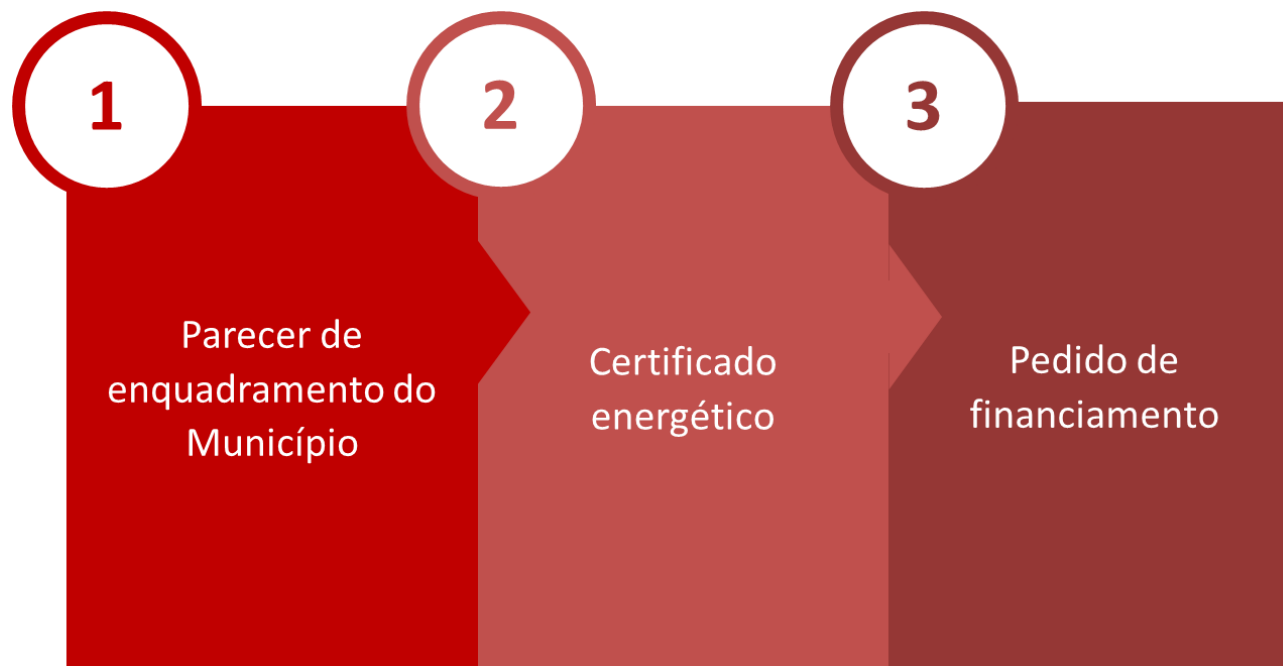 1
Parecer de
enquadramento do
Município
2
Certificado
energético
3
Pedido de
financiamento